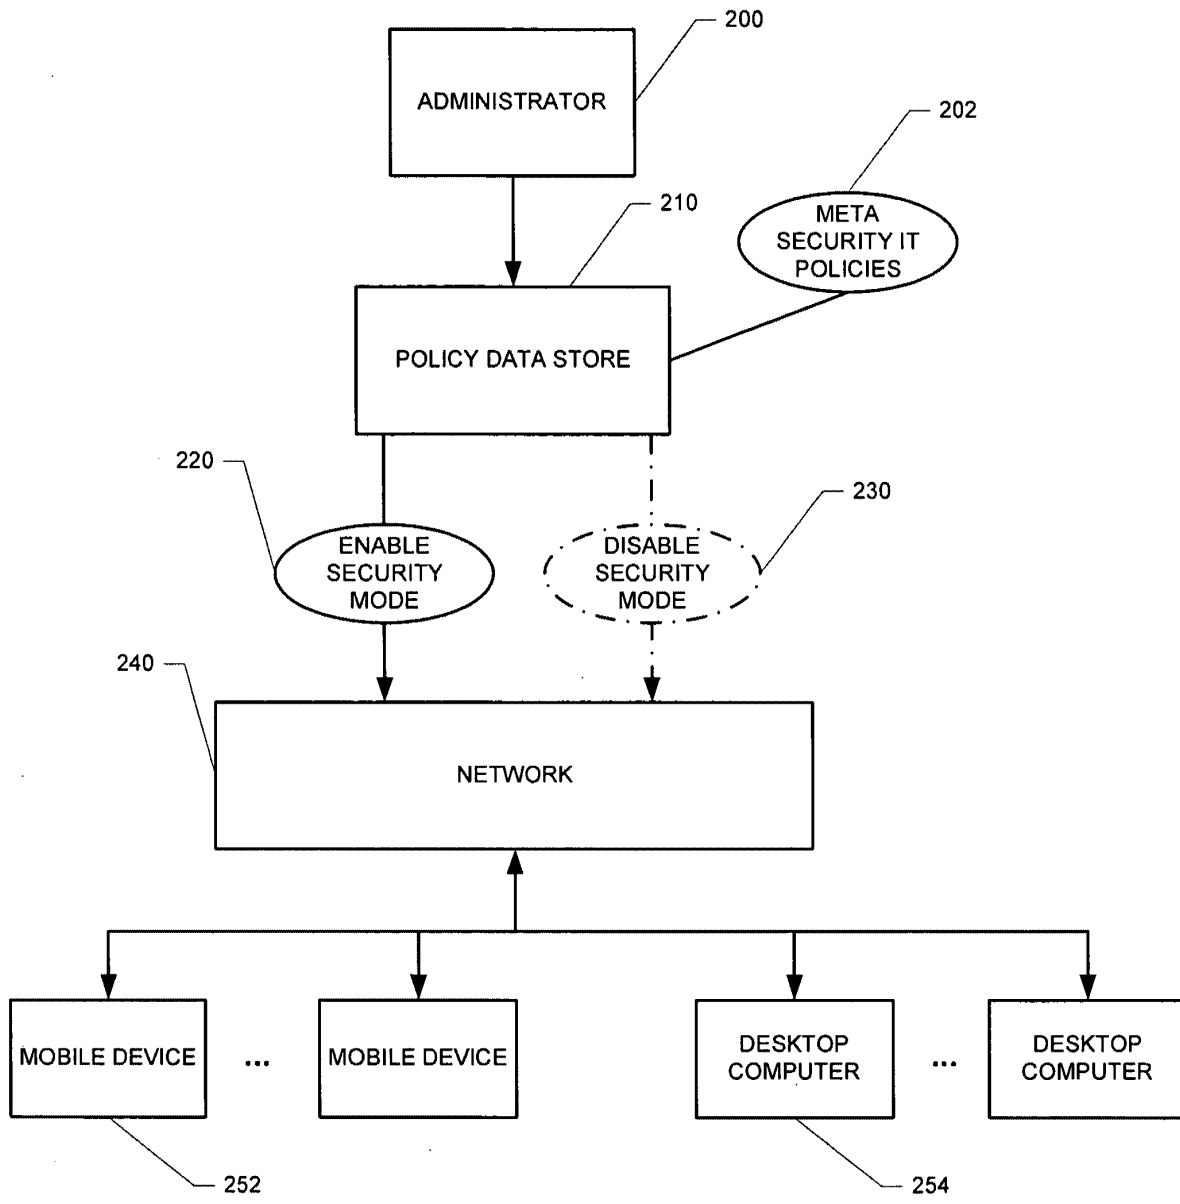 200
ADMINISTRATOR
202
META
SECURITY IT
POLICIES
210
POLICY DATA STORE
220
ENABLE
SECURITY
MODE
230
DISABLE
SECURITY
MODE
240
NETWORK
MOBILE DEVICE
...
MOBILE DEVICE
DESKTOP
COMPUTER
...
DESKTOP
COMPUTER
252
254